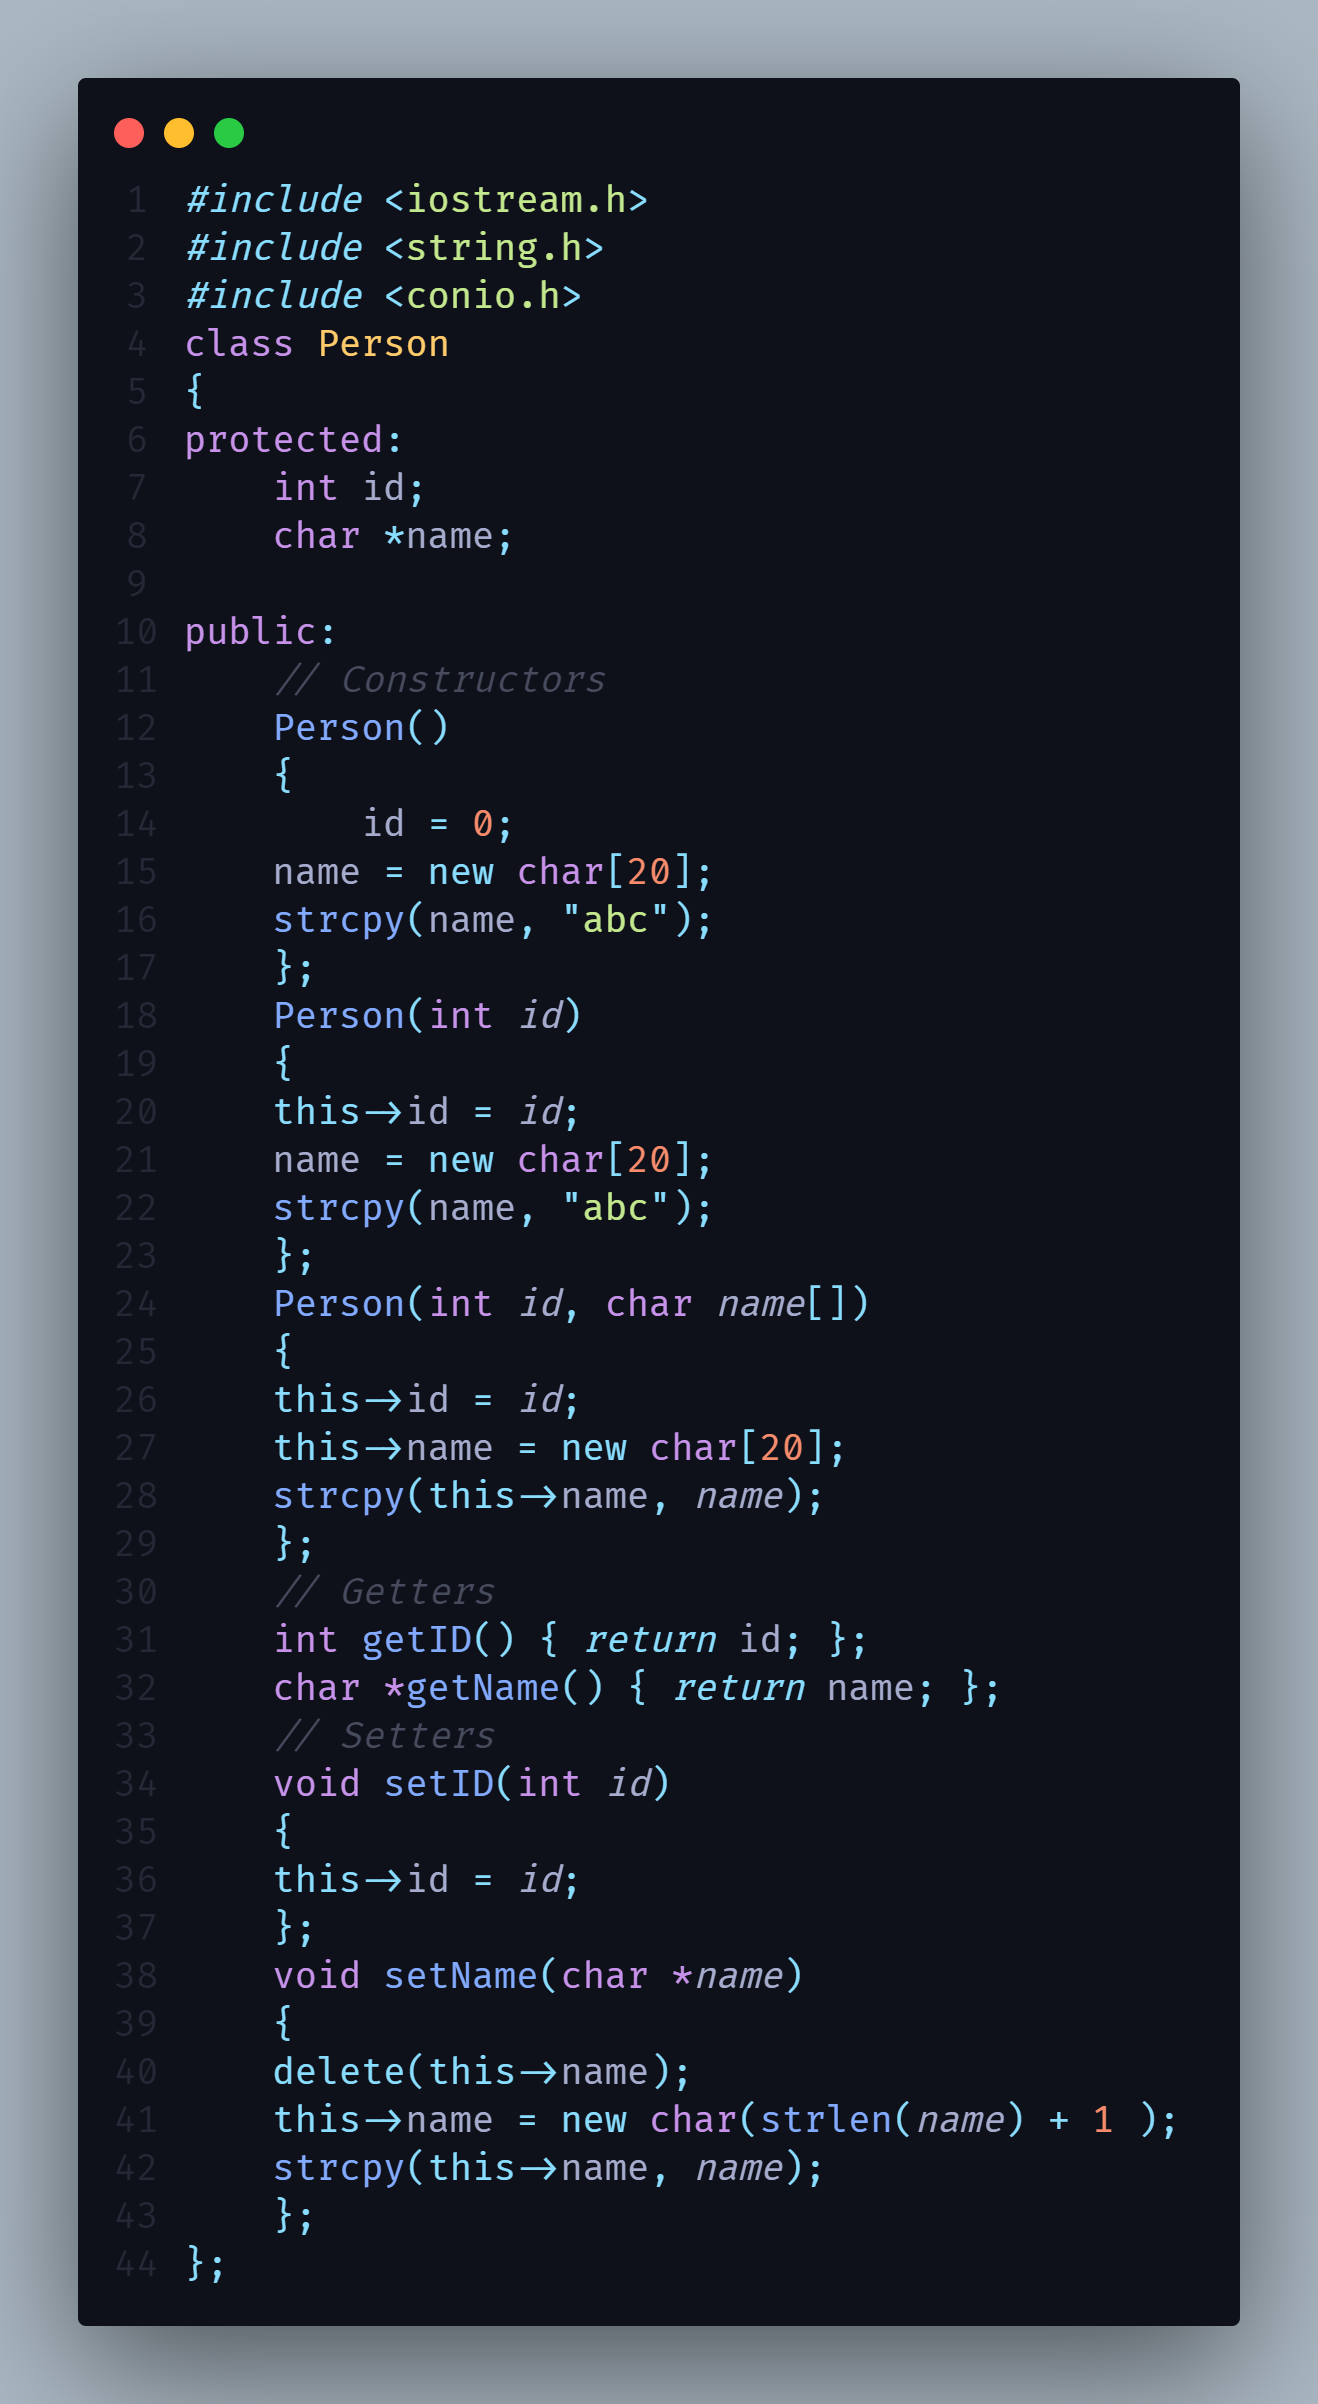 1 #include <iostream.h>
2 #include <string.h>
3 #include <conio.h>
4 class Person
5 {
6 protected:
7     int id;
8     char *name;
9
10 public:
11     // Constructors
12     Person()
13     {
14         id = 0;
15     name = new char[20];
16     strcpy(name, "abc");
17     };
18     Person(int id)
19     {
20     this->id = id;
21     name = new char[20];
22     strcpy(name, "abc");
23     };
24     Person(int id, char name[])
25     {
26     this->id = id;
27     this->name = new char[20];
28     strcpy(this->name, name);
29     };
30     // Getters
31     int getID() { return id; };
32     char *getName() { return name; };
33     // Setters
34     void setID(int id)
35     {
36     this->id = id;
37     };
38     void setName(char *name)
39     {
40     delete(this->name);
41     this->name = new char(strlen(name) + 1 );
42     strcpy(this->name, name);
43     };
44 };